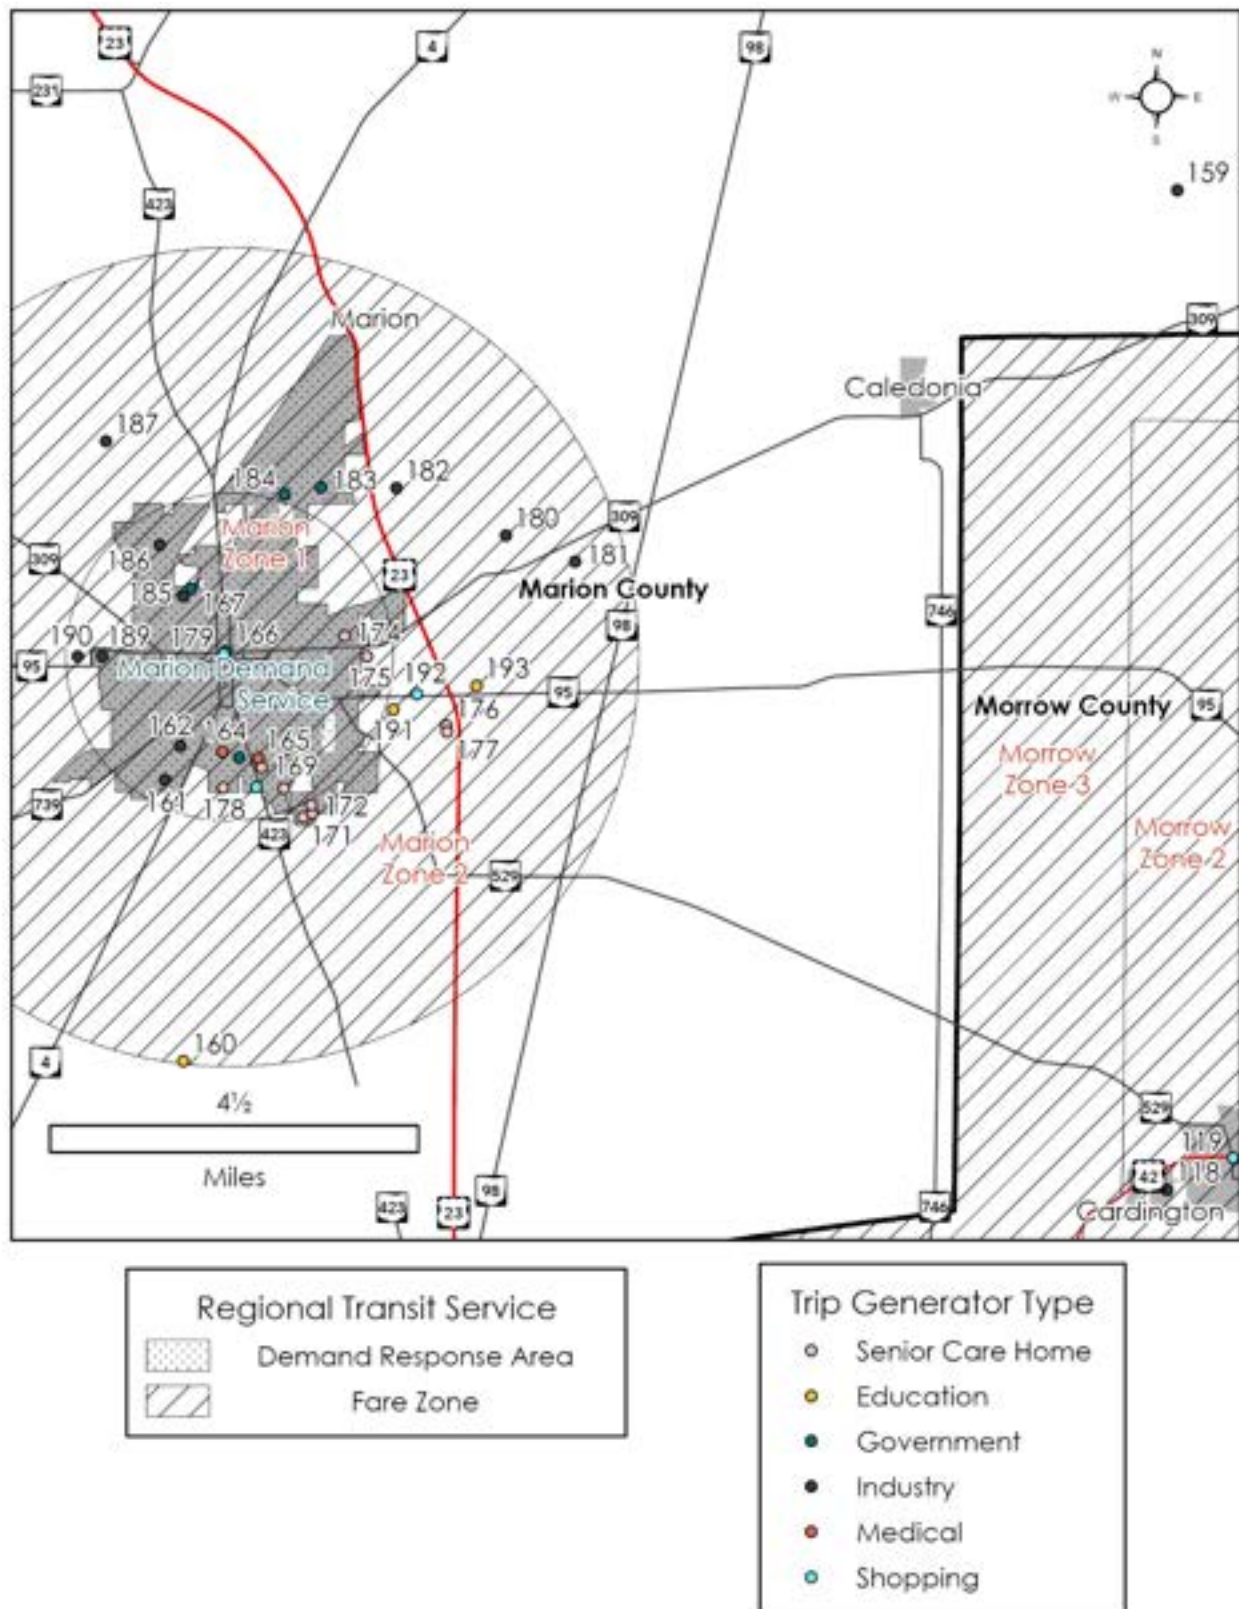 23
4
98
N
231
W E
S
159
423
309
Marion
Caledonia
187
184
183
182
Marion
Zone 1
180
309
186
181
309
23
Marion County
185
167
746
98
190
189
179
166
174
95
Marion Demand
Service
175
192
193
95
Morrow County
95
191
176
177
162
164
165
Morrow
Zone 3
169
739
161
178
172
171
423
Marion
Zone 2
Morrow
Zone 2
529
160
4
4½
Miles
529
119
118
42
Cardington
98
423
23
746
Regional Transit Service
Demand Response Area
Fare Zone
Trip Generator Type
Senior Care Home
Education
Government
Industry
Medical
Shopping